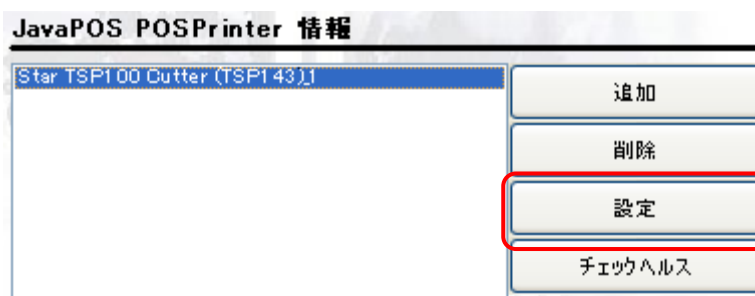 JavaPOS POSPrinter 情報
Star TSP100 Cutter (TSP143)_1
追加
削除
設定
チェックヘルス